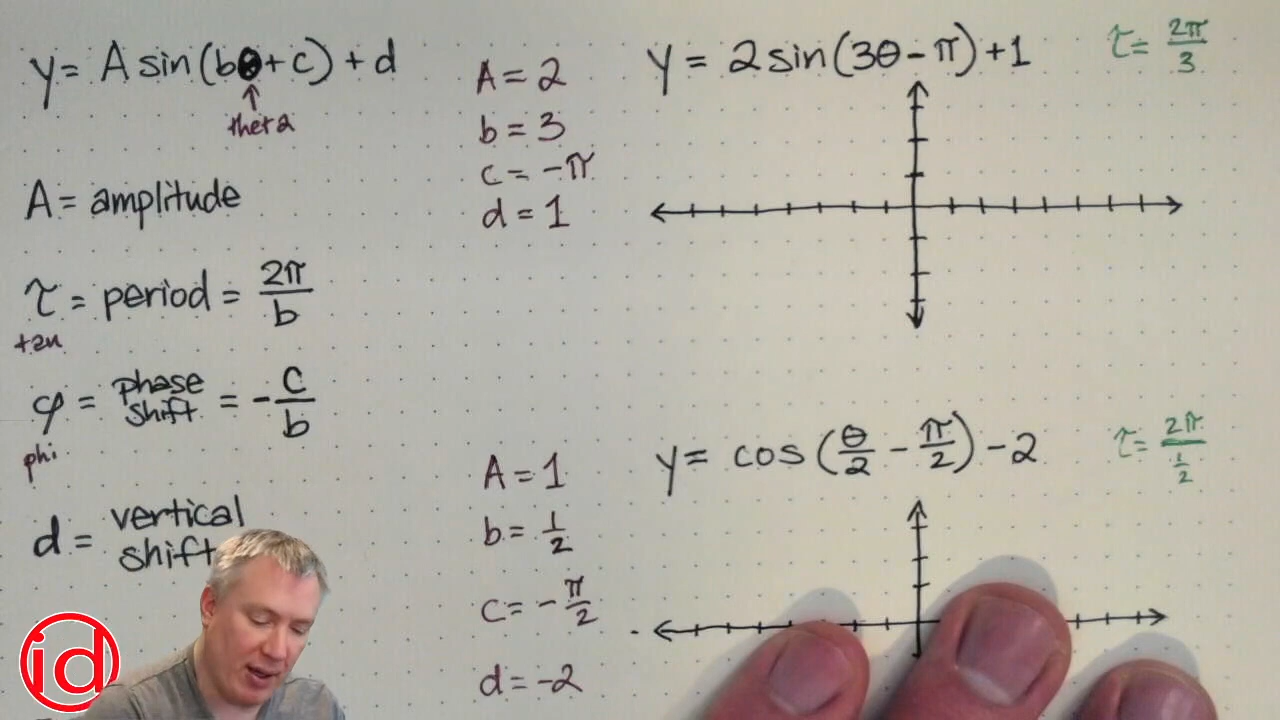 y = A sin(bθ + c) + d
↑
theta
A = amplitude
τ = period = 2π/b
tau
φ = phase shift = - c/b
phi
d = vertical shift
A = 2
b = 3
c = -π
d = 1
y = 2 sin(3θ - π) + 1
τ = 2π/3
A = 1
b = 1/2
c = - π/2
d = -2
y = cos(θ/2 - π/2) - 2
τ = 2π/(1/2)
id